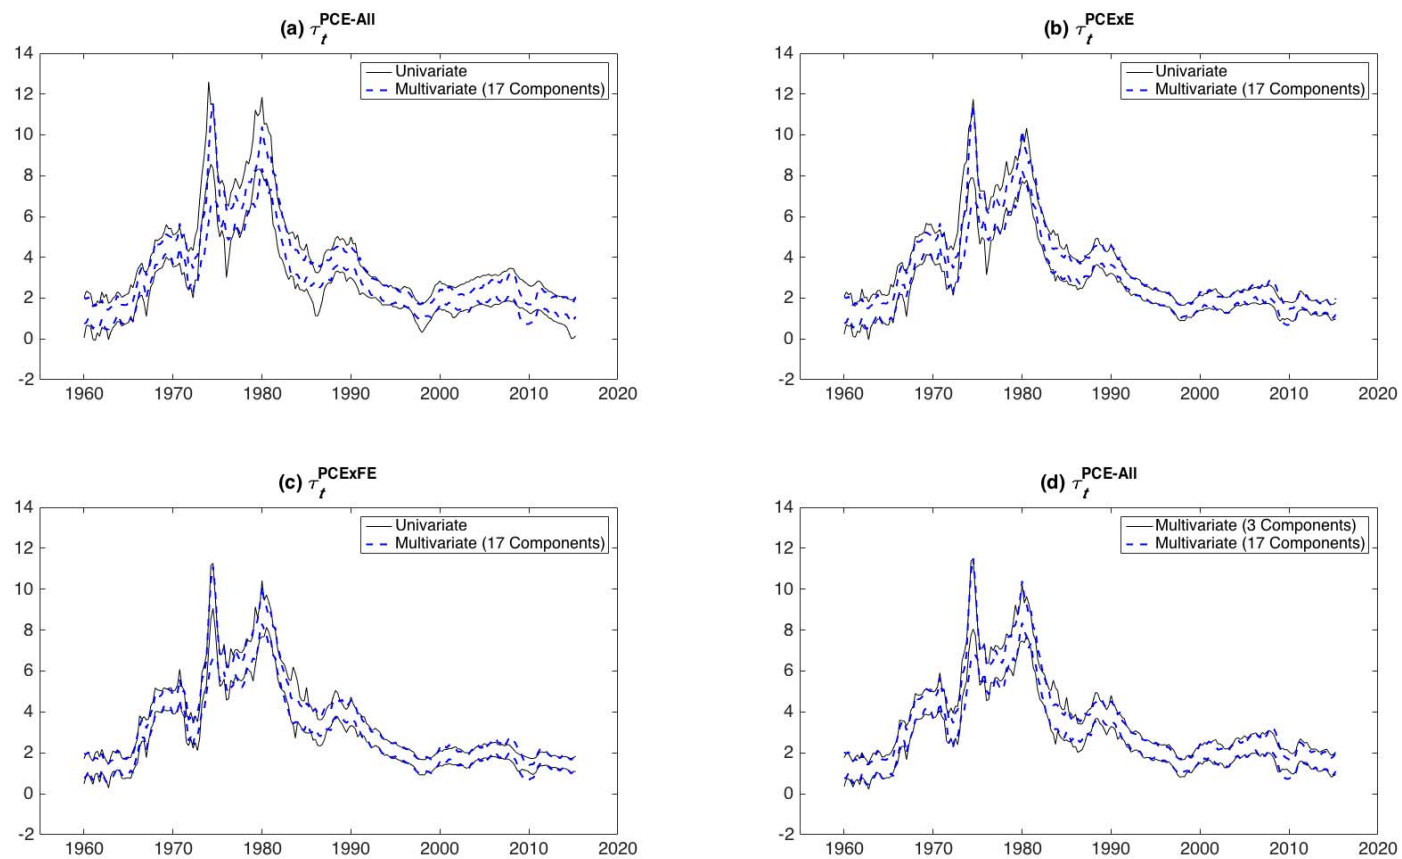 (a) τ_t^PCE-All
14
12
10
8
6
4
2
0
-2
1960 1970 1980 1990 2000 2010 2020
Univariate
Multivariate (17 Components)
(b) τ_t^PCExE
14
12
10
8
6
4
2
0
-2
1960 1970 1980 1990 2000 2010 2020
Univariate
Multivariate (17 Components)
(c) τ_t^PCExFE
14
12
10
8
6
4
2
0
-2
1960 1970 1980 1990 2000 2010 2020
Univariate
Multivariate (17 Components)
(d) τ_t^PCE-All
14
12
10
8
6
4
2
0
-2
1960 1970 1980 1990 2000 2010 2020
Multivariate (3 Components)
Multivariate (17 Components)